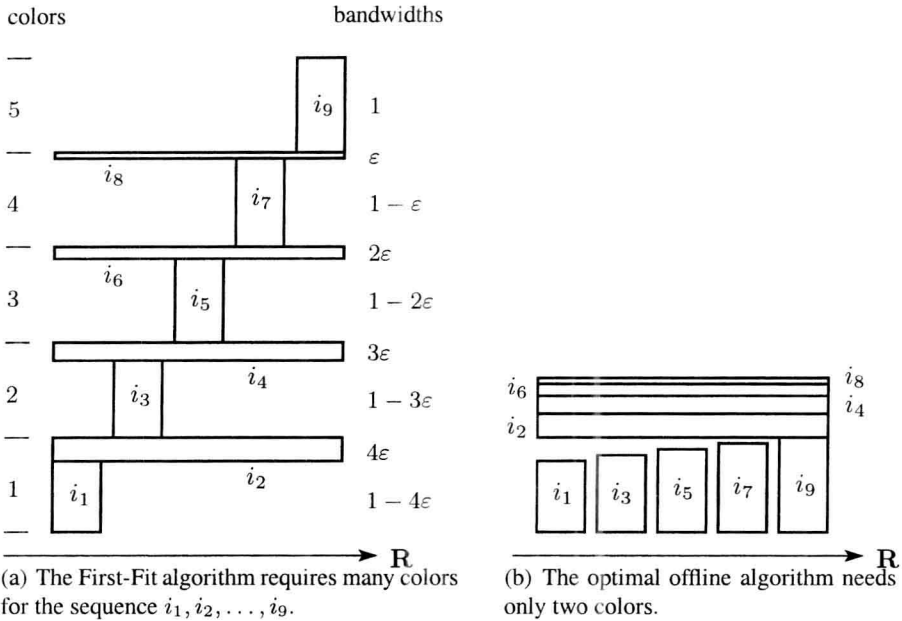 colors
bandwidths
5
i₉
1
ε
i₈
4
i₇
1 − ε
2ε
i₆
3
i₅
1 − 2ε
3ε
i₄
2
i₃
1 − 3ε
4ε
i₂
1
i₁
1 − 4ε
R
(a) The First-Fit algorithm requires many colors
for the sequence i₁, i₂, . . . , i₉.
i₈
i₆
i₄
i₂
i₁ i₃ i₅ i₇ i₉
R
(b) The optimal offline algorithm needs
only two colors.